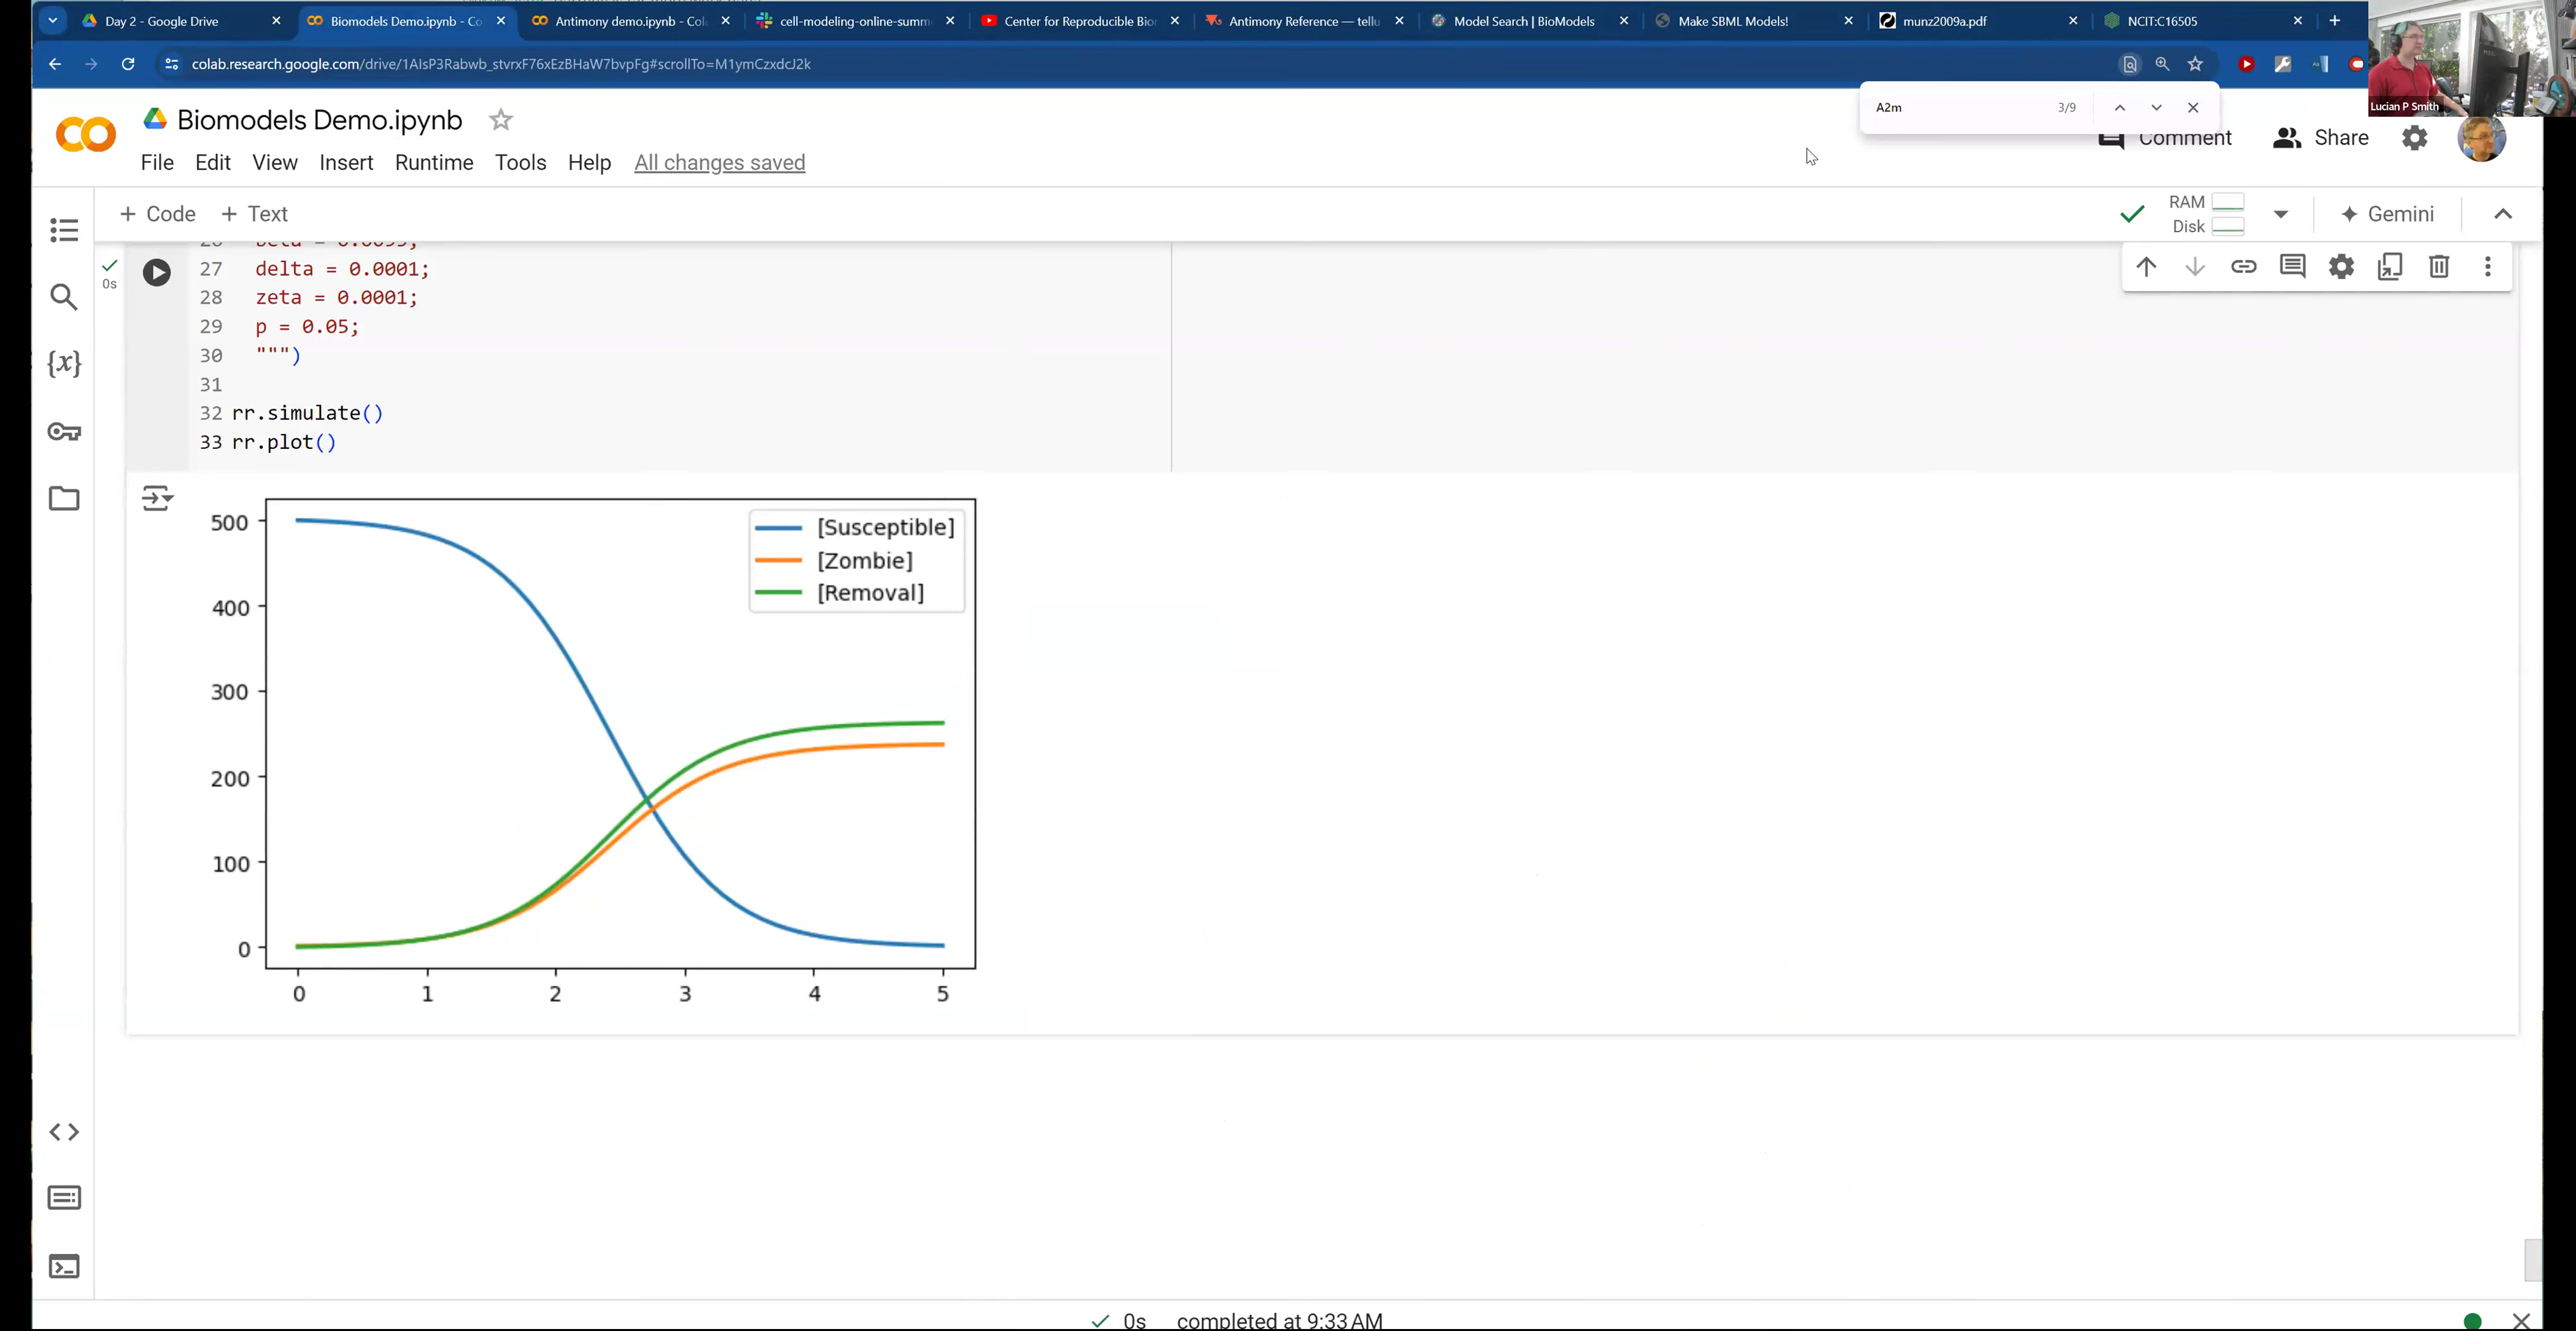 Day 2 - Google Drive
Biomodels Demo.ipynb - Co
Antimony demo.ipynb - Col
cell-modeling-online-summ
Center for Reproducible Bio
Antimony Reference — tellu
Model Search | BioModels
Make SBML Models!
munz2009a.pdf
NCIT:C16505
colab.research.google.com/drive/1AlsP3Rabwb_stvrxF76xEzBHaW7bvpFg#scrollTo=M1ymCzxdcJ2k
A2m 3/9
Lucian P Smith
Biomodels Demo.ipynb
Comment
Share
File Edit View Insert Runtime Tools Help All changes saved
+ Code + Text
RAM
Disk
Gemini
26 beta = 0.0095;
0s
27 delta = 0.0001;
28 zeta = 0.0001;
29 p = 0.05;
30 """)
31
32 rr.simulate()
33 rr.plot()
500
400
300
200
100
0
[Susceptible]
[Zombie]
[Removal]
0 1 2 3 4 5
0s completed at 9:33 AM